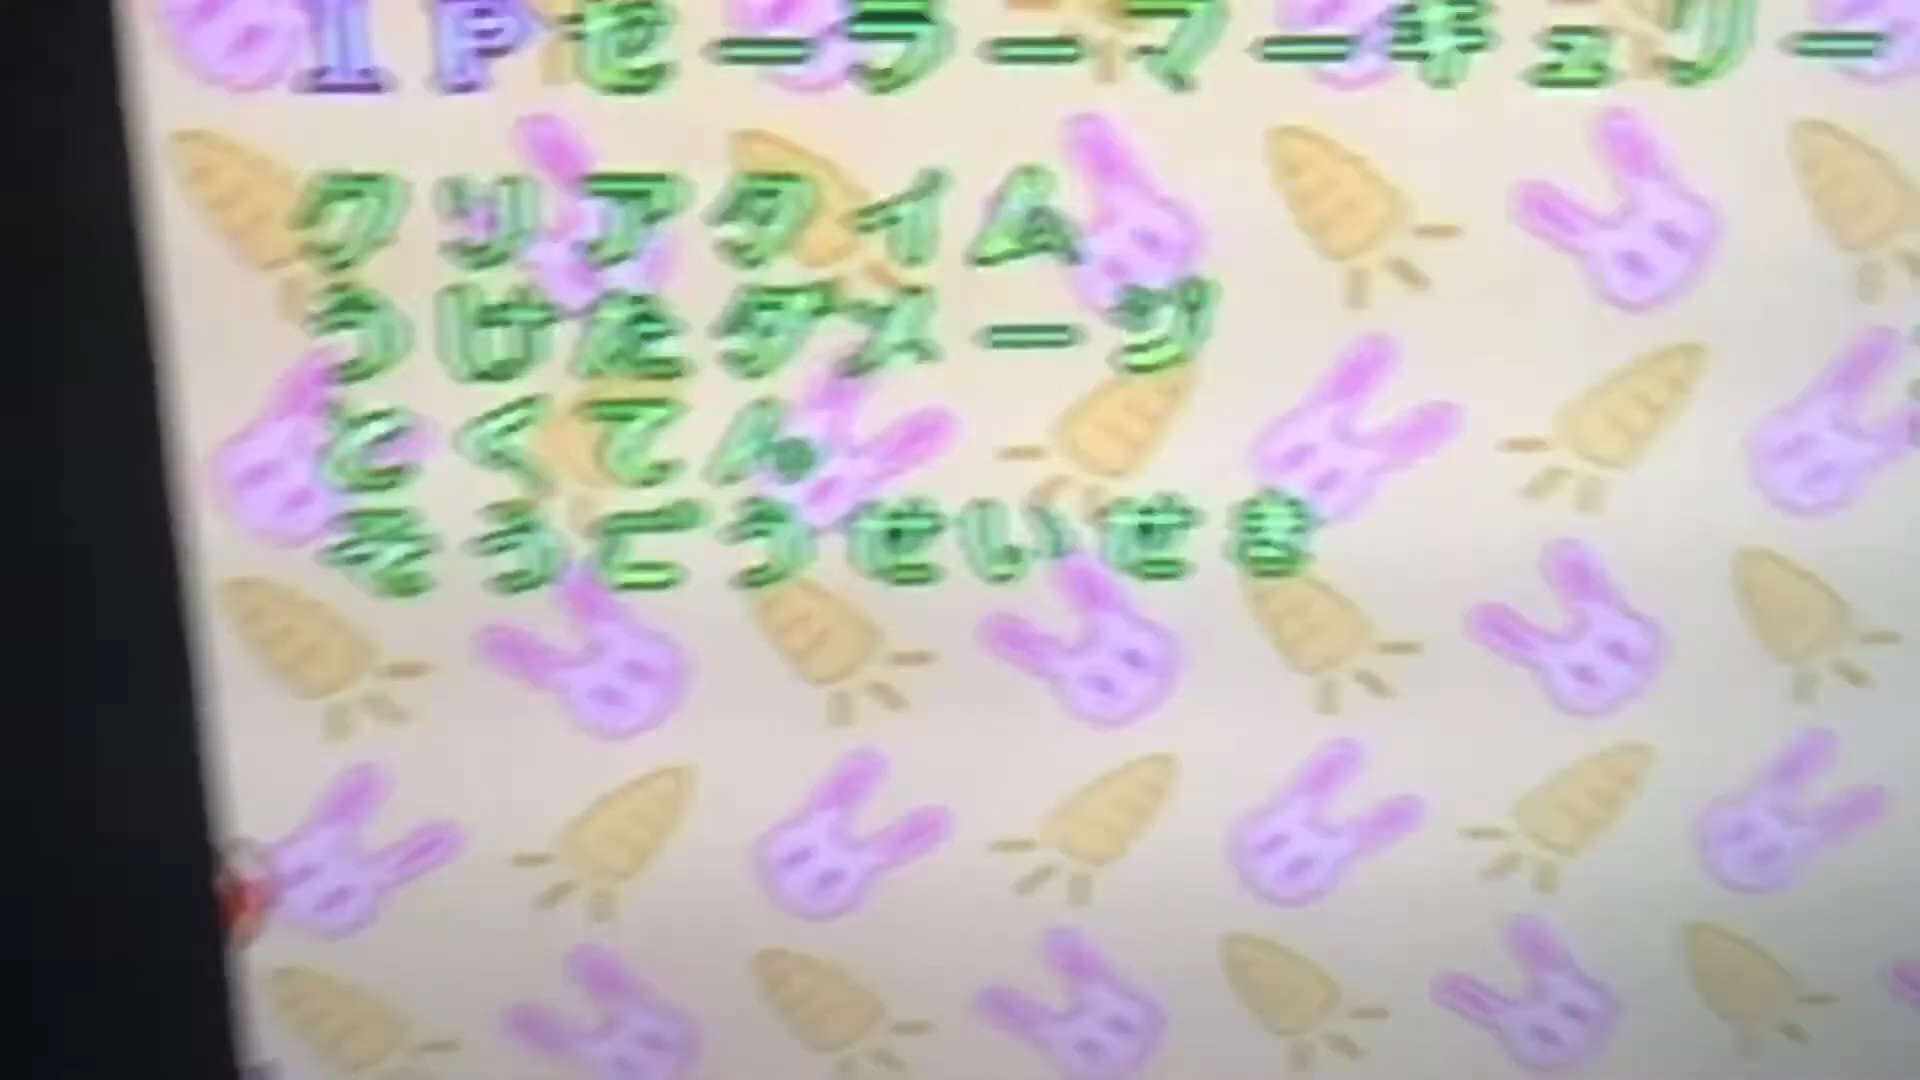 1Pセーラーマーキュリー
クリアタイム
うけたダメージ
とくてん
そうごうせいせき